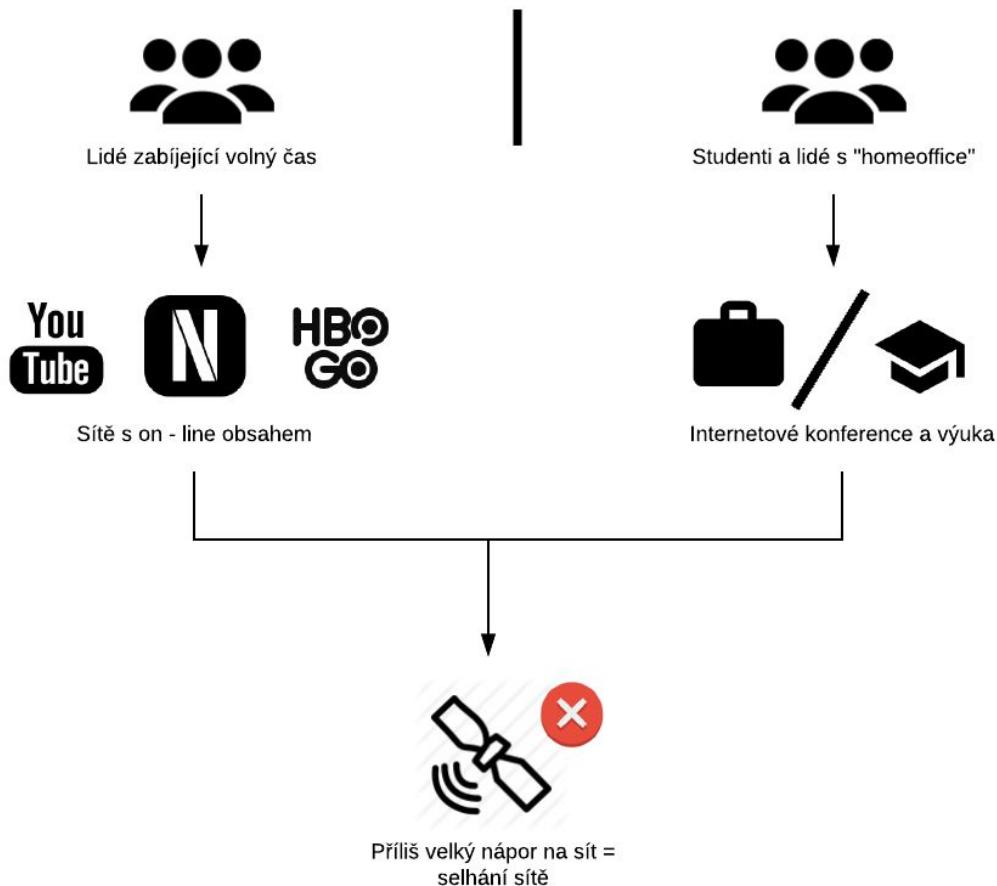 Lidé zabíjející volný čas
Studenti a lidé s "homeoffice"
You
Tube
N
HBO
GO
Sítě s on - line obsahem
Internetové konference a výuka
Příliš velký nápor na sít =
selhání sítě